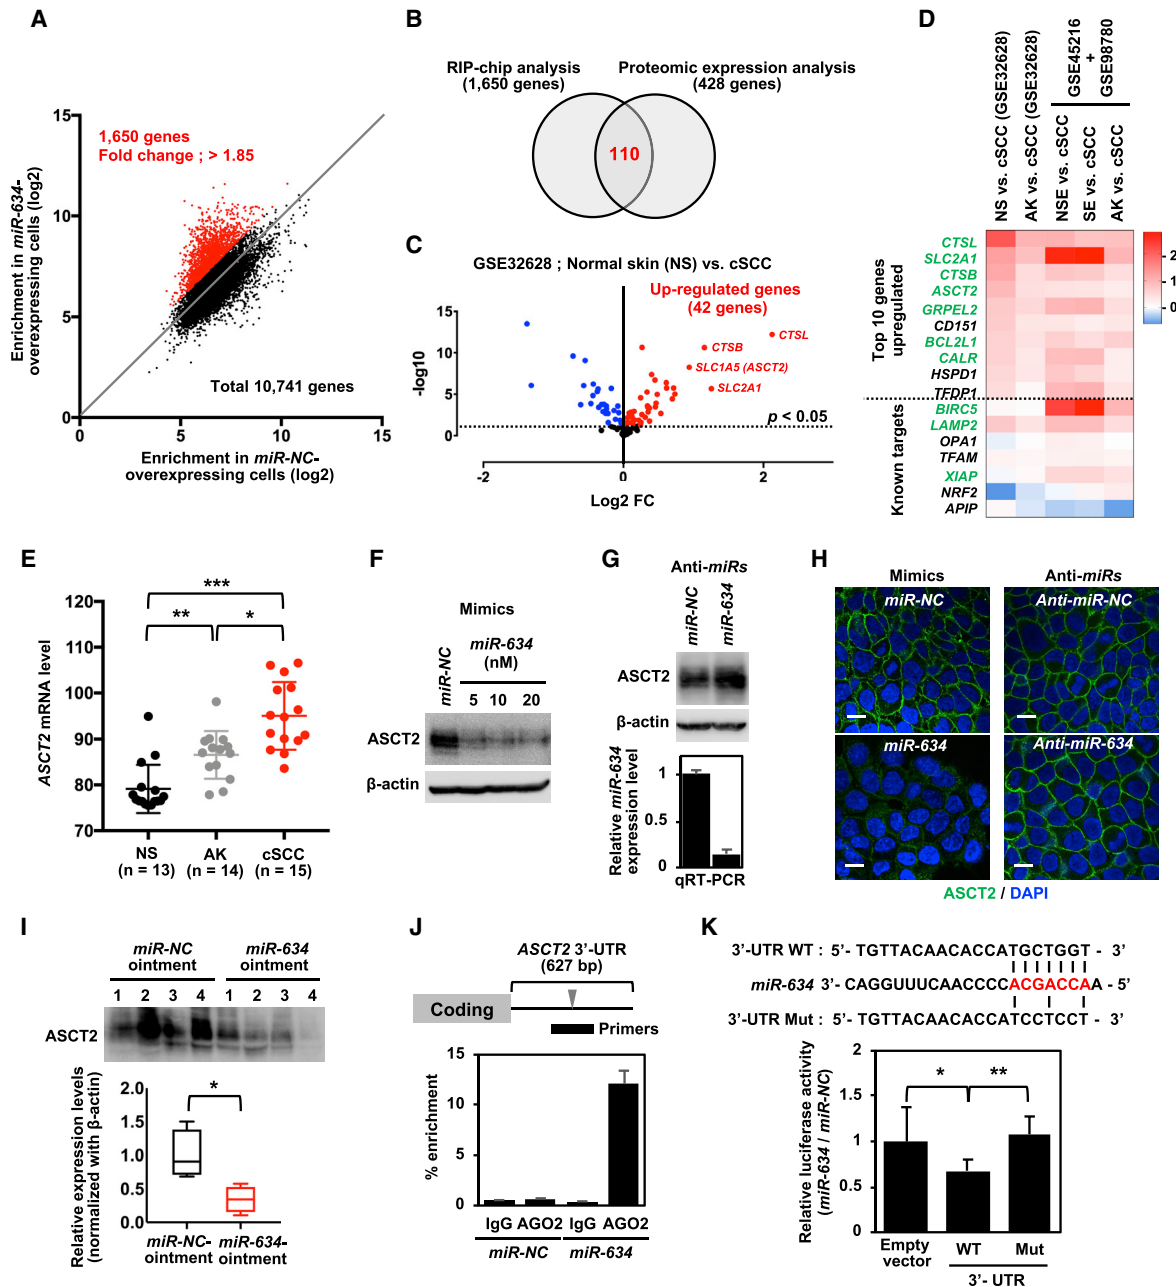 A
15
10
5
0
0
5
10
15
1,650 genes
Fold change ; > 1.85
Total 10,741 genes
Enrichment in miR-634-
overexpressing cells (log2)
Enrichment in miR-NC-
overexpressing cells (log2)
B
RIP-chip analysis
(1,650 genes)
Proteomic expression analysis
(428 genes)
110
C
GSE32628 ; Normal skin (NS) vs. cSCC
Up-regulated genes
(42 genes)
15
10
5
0
-log10
CTSL
CTSB
SLC1A5 (ASCT2)
SLC2A1
p < 0.05
-2
0
2
Log2 FC
D
NS vs. cSCC (GSE32628)
AK vs. cSCC (GSE32628)
NSE vs. cSCC
SE vs. cSCC
AK vs. cSCC
GSE45216
+
GSE98780
Top 10 genes
upregulated
CTSL
SLC2A1
CTSB
ASCT2
GRPEL2
CD151
BCL2L1
CALR
HSPD1
TFDP1
Known targets
BIRC5
LAMP2
OPA1
TFAM
XIAP
NRF2
APIP
2
1
0
E
ASCT2 mRNA level
120
110
100
90
80
70
***
**
*
NS
(n = 13)
AK
(n = 14)
cSCC
(n = 15)
F
Mimics
miR-NC
miR-634
(nM)
5 10 20
ASCT2
β-actin
G
Anti-miRs
miR-NC
miR-634
ASCT2
β-actin
Relative miR-634
expression level
1
0.5
0
qRT-PCR
H
Mimics
Anti-miRs
miR-NC
Anti-miR-NC
miR-634
Anti-miR-634
ASCT2 / DAPI
I
miR-NC
ointment
miR-634
ointment
1 2 3 4 1 2 3 4
ASCT2
Relative expression levels
(normalized with β-actin)
2.0
1.5
1.0
0.5
0.0
*
miR-NC-
ointment
miR-634-
ointment
J
ASCT2 3'-UTR
(627 bp)
Coding
Primers
% enrichment
15
10
5
0
IgG AGO2 IgG AGO2
miR-NC miR-634
K
3'-UTR WT : 5'- TGTTACAACACCATGCTGGT - 3'
miR-634 3' CAGGUUUCAACCCCACGACCAA - 5'
3'-UTR Mut : 5'- TGTTACAACACCATCCTCCT - 3'
Relative luciferase activity
(miR-634 / miR-NC)
2
1.5
1
0.5
0
*
**
Empty
vector
WT
Mut
3'- UTR